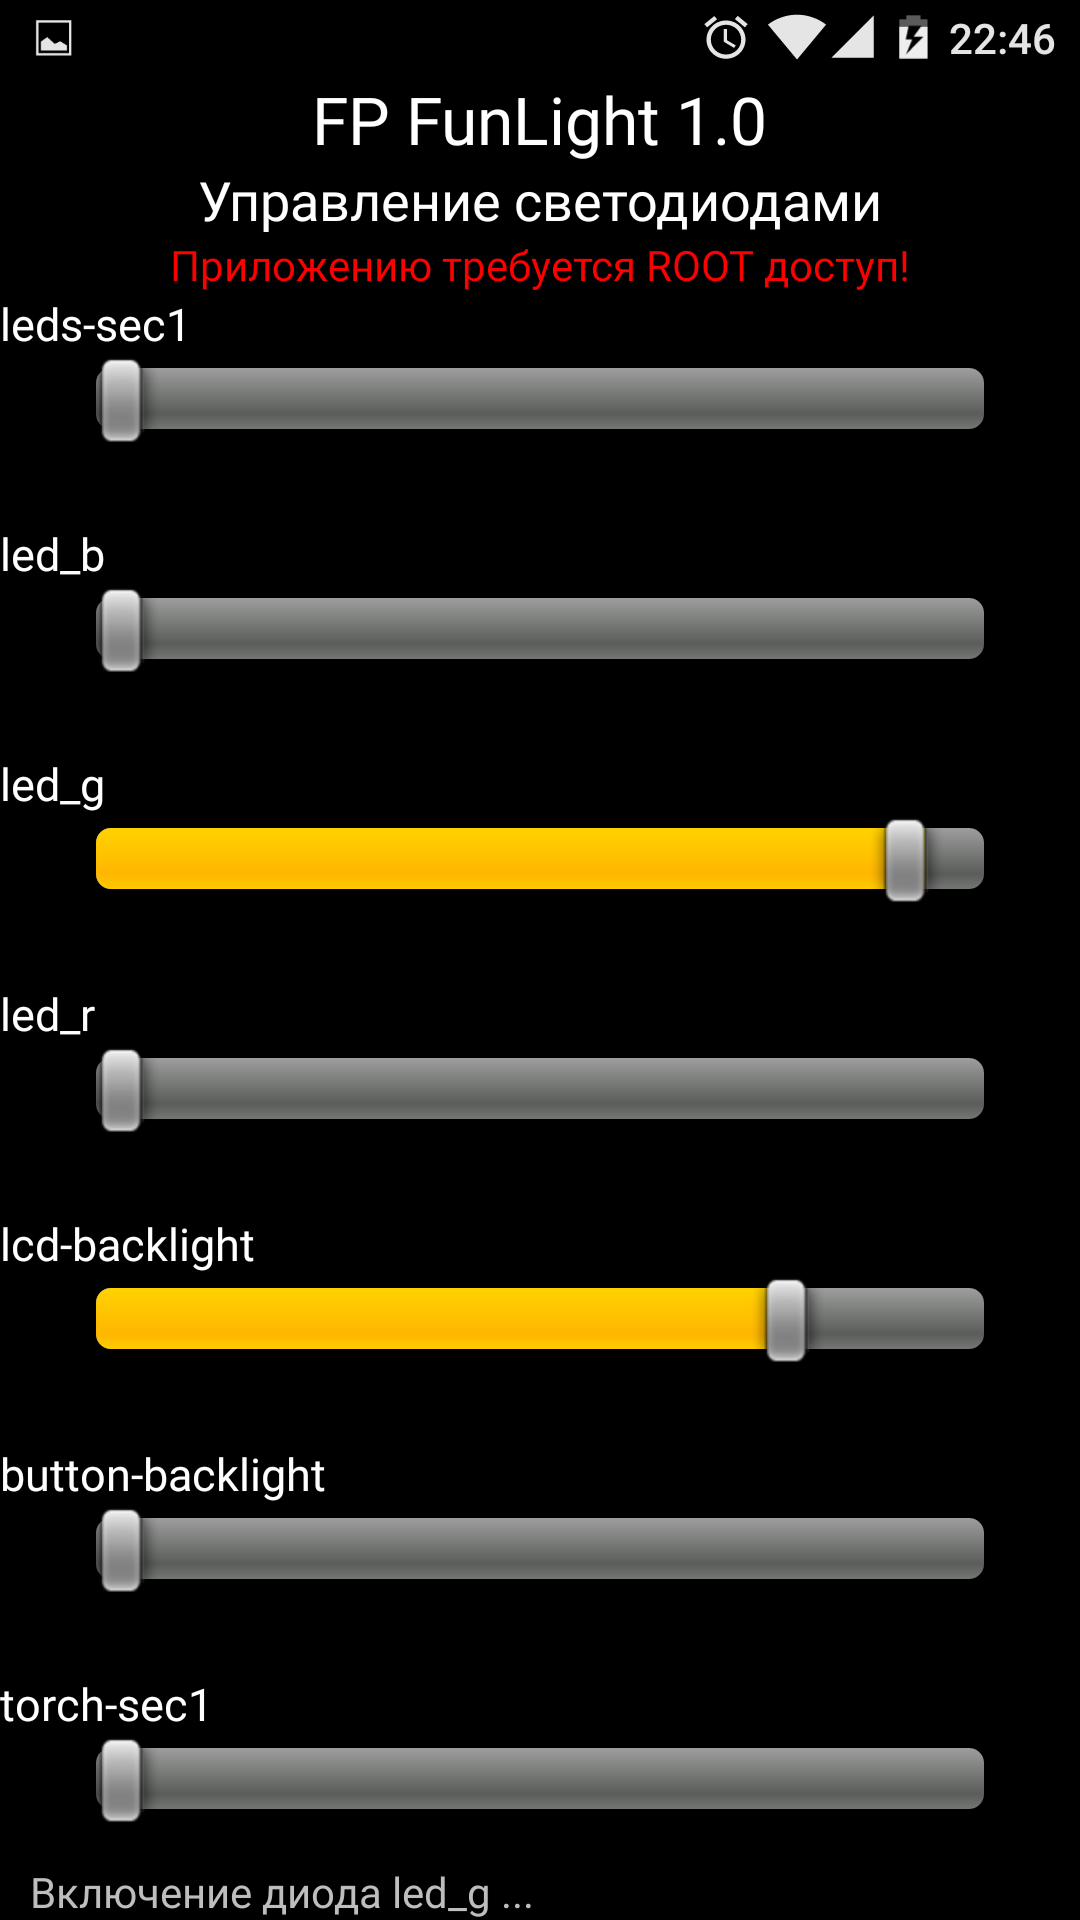 22:46
FP FunLight 1.0
Управление светодиодами
Приложению требуется ROOT доступ!
leds-sec1
led_b
led_g
led_r
lcd-backlight
button-backlight
torch-sec1
Включение диода led_g ...